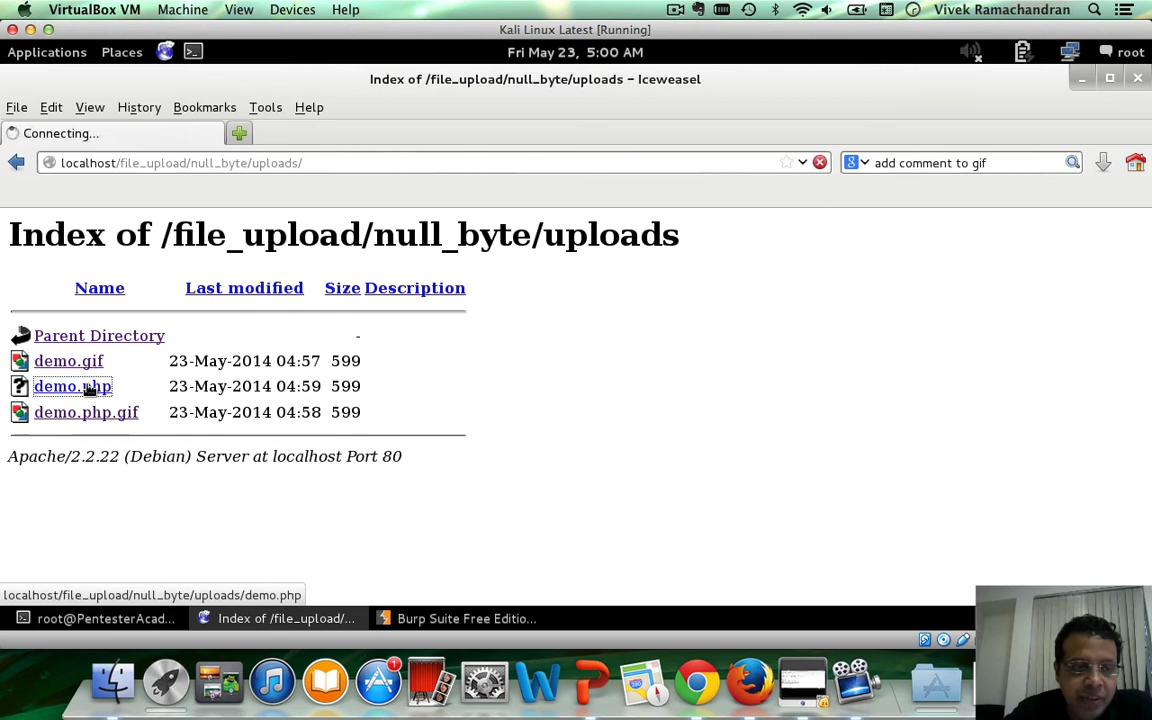 VirtualBox VM Machine View Devices Help Vivek Ramachandran
Kali Linux Latest [Running]
Applications Places Fri May 23, 5:00 AM root
Index of /file_upload/null_byte/uploads – Iceweasel
File Edit View History Bookmarks Tools Help
Connecting...
localhost/file_upload/null_byte/uploads/ add comment to gif
Index of /file_upload/null_byte/uploads
Name Last modified Size Description
Parent Directory -
demo.gif 23-May-2014 04:57 599
demo.php 23-May-2014 04:59 599
demo.php.gif 23-May-2014 04:58 599
Apache/2.2.22 (Debian) Server at localhost Port 80
localhost/file_upload/null_byte/uploads/demo.php
root@PentesterAcad... Index of /file_upload/... Burp Suite Free Editio...